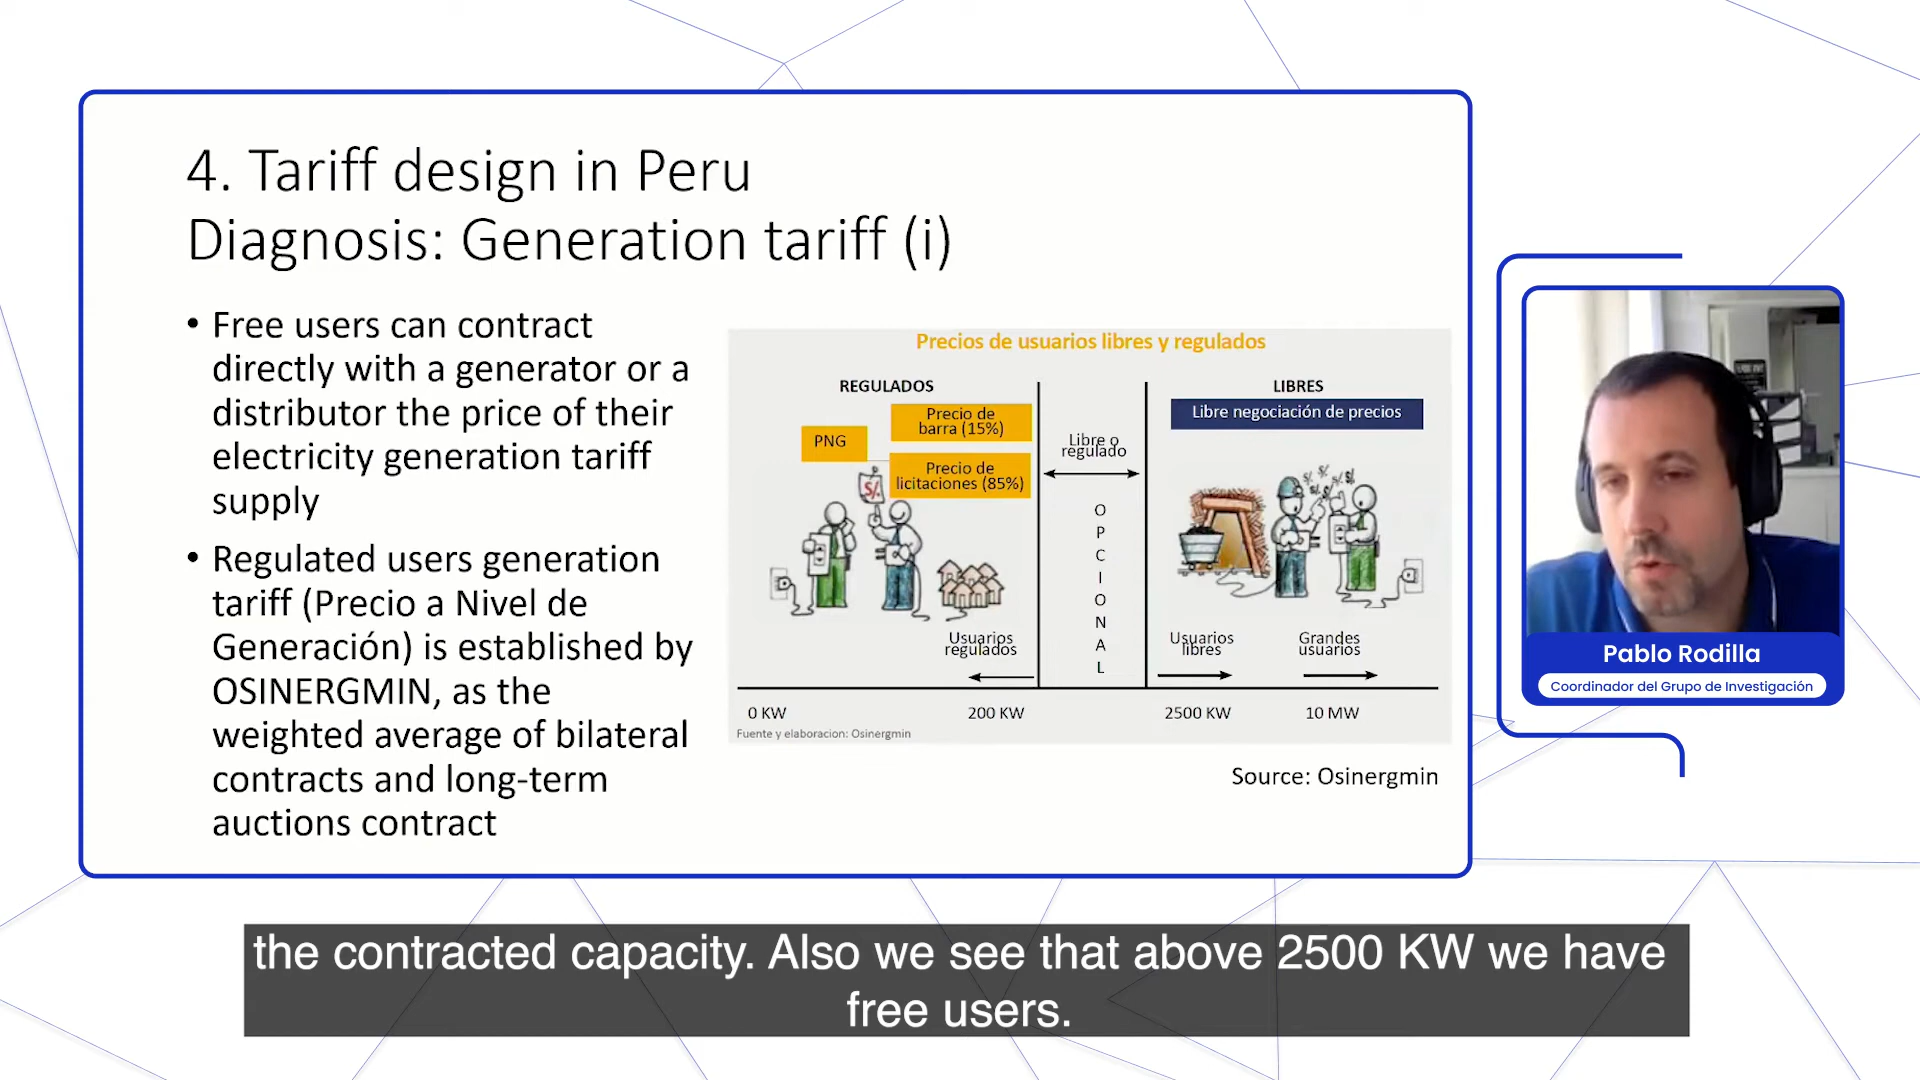 4. Tariff design in Peru
Diagnosis: Generation tariff (i)
• Free users can contract
directly with a generator or a
distributor the price of their
electricity generation tariff
supply
• Regulated users generation
tariff (Precio a Nivel de
Generación) is established by
OSINERGMIN, as the
weighted average of bilateral
contracts and long-term
auctions contract
Precios de usuarios libres y regulados
REGULADOS
PNG
Precio de
barra (15%)
Precio de
licitaciones (85%)
S/.
Usuarios
regulados
Libre o
regulado
OPCIONAL
LIBRES
Libre negociación de precios
S/. S/. S/. S/. S/.
Usuarios
libres
Grandes
usuarios
0 KW
200 KW
2500 KW
10 MW
Fuente y elaboracion: Osinergmin
Source: Osinergmin
Pablo Rodilla
Coordinador del Grupo de Investigación
the contracted capacity. Also we see that above 2500 KW we have
free users.